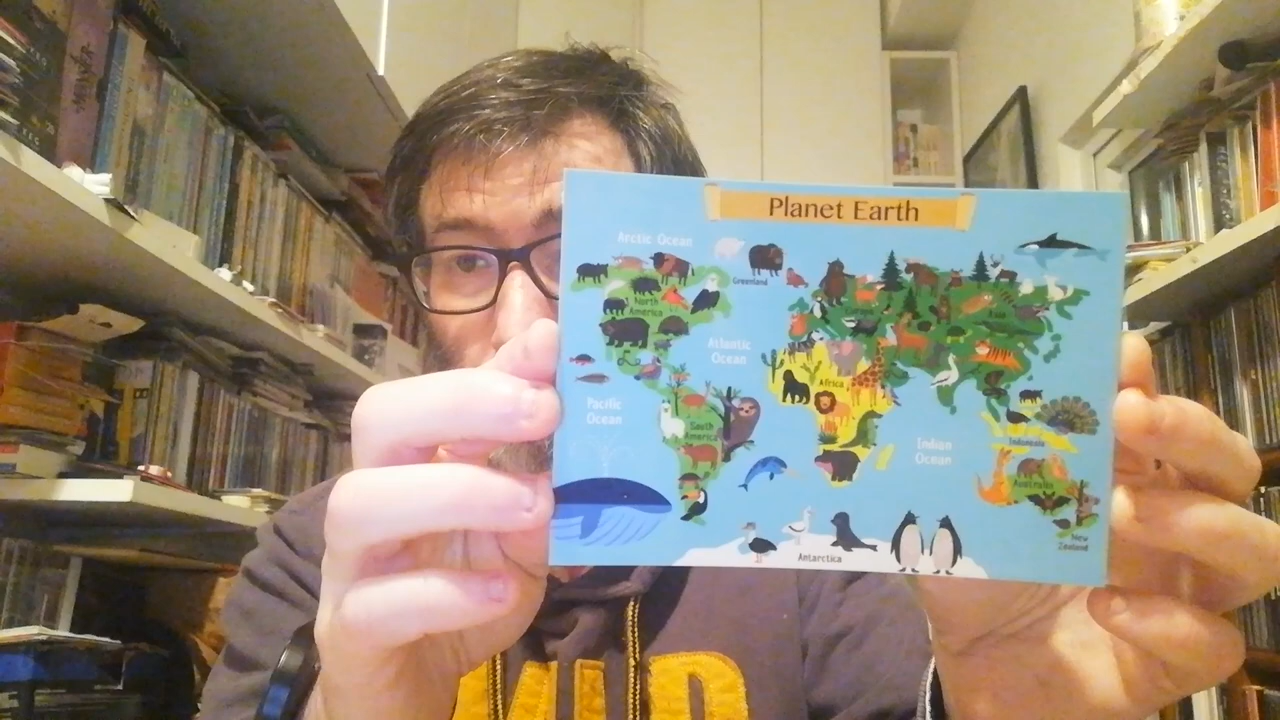 Planet Earth
Arctic Ocean
Greenland
North
America
Europe
Asia
Atlantic
Ocean
Africa
Pacific
Ocean
South
America
Indian
Ocean
Indonesia
Australia
New
Zealand
Antarctica